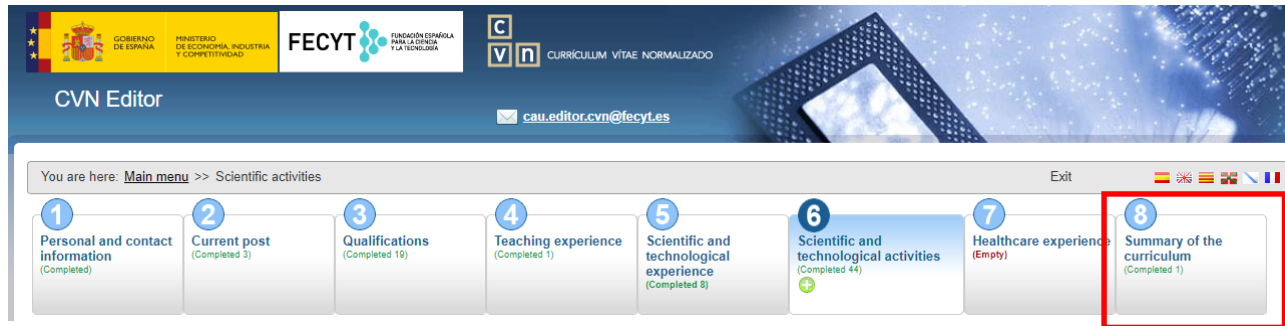 GOBIERNO
DE ESPAÑA
MINISTERIO
DE ECONOMÍA, INDUSTRIA
Y COMPETITIVIDAD
FECYT
FUNDACIÓN ESPAÑOLA
PARA LA CIENCIA
Y LA TECNOLOGÍA
C
V n
CURRÍCULUM VÍTAE NORMALIZADO
CVN Editor
cau.editor.cvn@fecyt.es
You are here: Main menu >> Scientific activities
Exit
1
Personal and contact
information
(Completed)
2
Current post
(Completed 3)
3
Qualifications
(Completed 19)
4
Teaching experience
(Completed 1)
5
Scientific and
technological
experience
(Completed 8)
6
Scientific and
technological activities
(Completed 44)
7
Healthcare experience
(Empty)
8
Summary of the
curriculum
(Completed 1)